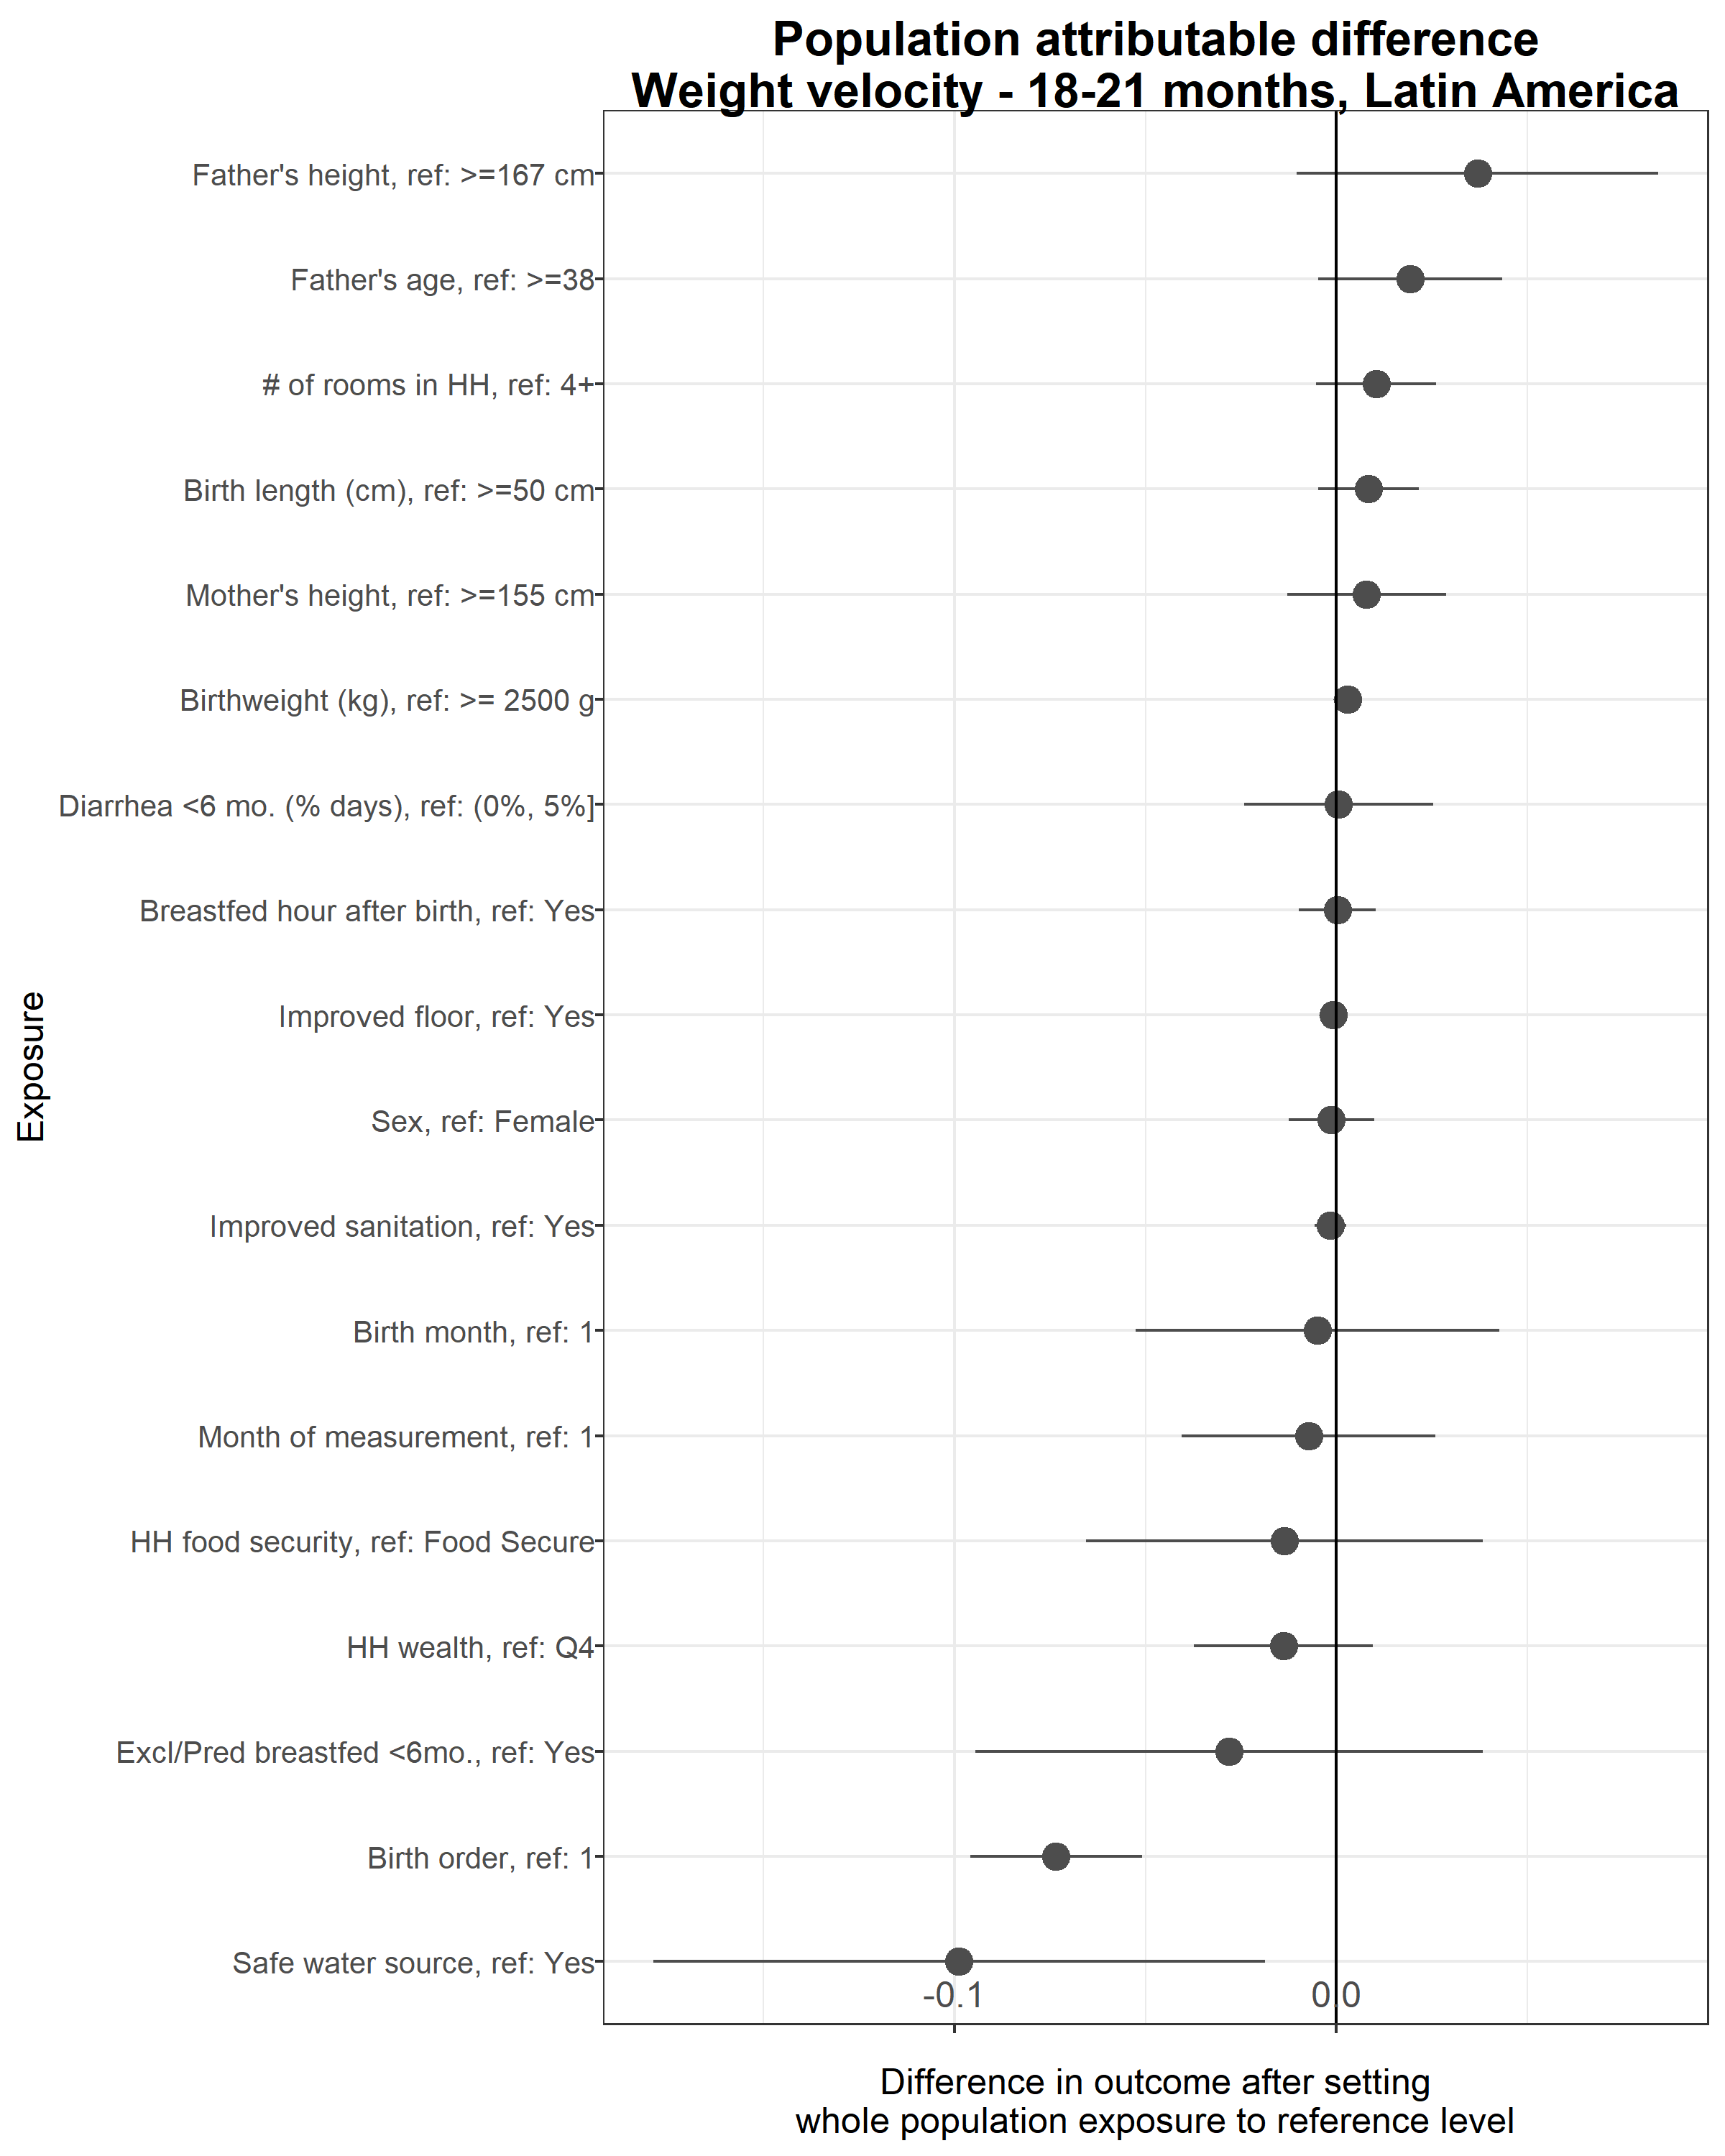 Population attributable difference
Weight velocity - 18-21 months, Latin America
Father's height, ref: >=167 cm
Father's age, ref: >=38
# of rooms in HH, ref: 4+
Birth length (cm), ref: >=50 cm
Mother's height, ref: >=155 cm
Birthweight (kg), ref: >= 2500 g
Diarrhea <6 mo. (% days), ref: (0%, 5%]
Breastfed hour after birth, ref: Yes
Improved floor, ref: Yes
Sex, ref: Female
Improved sanitation, ref: Yes
Birth month, ref: 1
Month of measurement, ref: 1
HH food security, ref: Food Secure
HH wealth, ref: Q4
Excl/Pred breastfed <6mo., ref: Yes
Birth order, ref: 1
Safe water source, ref: Yes
Exposure
-0.1
0.0
Difference in outcome after setting
whole population exposure to reference level